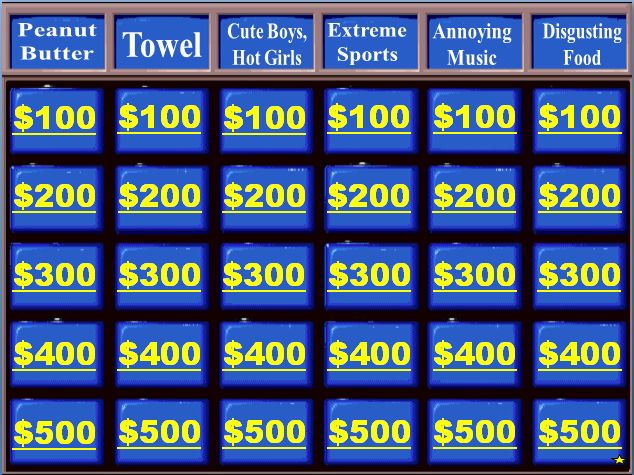 Peanut
Butter
Towel
Cute Boys,
Hot Girls
Extreme
Sports
Annoying
Music
Disgusting
Food
$100 $100 $100 $100 $100 $100
$200 $200 $200 $200 $200 $200
$300 $300 $300 $300 $300 $300
$400 $400 $400 $400 $400 $400
$500 $500 $500 $500 $500 $500